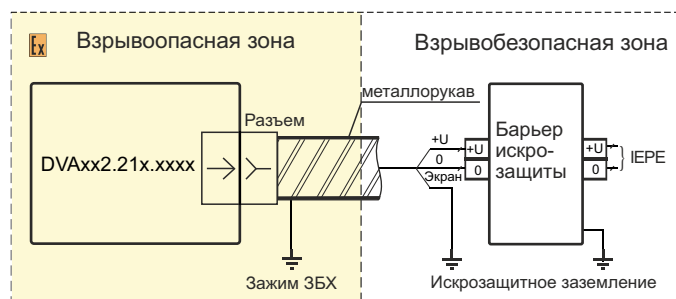 Ex Взрывоопасная зона
Взрывобезопасная зона
металлорукав
Разъем
DVAxx2.21x.xxxx
+U
0
Экран
+U
0
Барьер
искро-
защиты
+U
0
IEPE
Зажим ЗБХ
Искрозащитное заземление